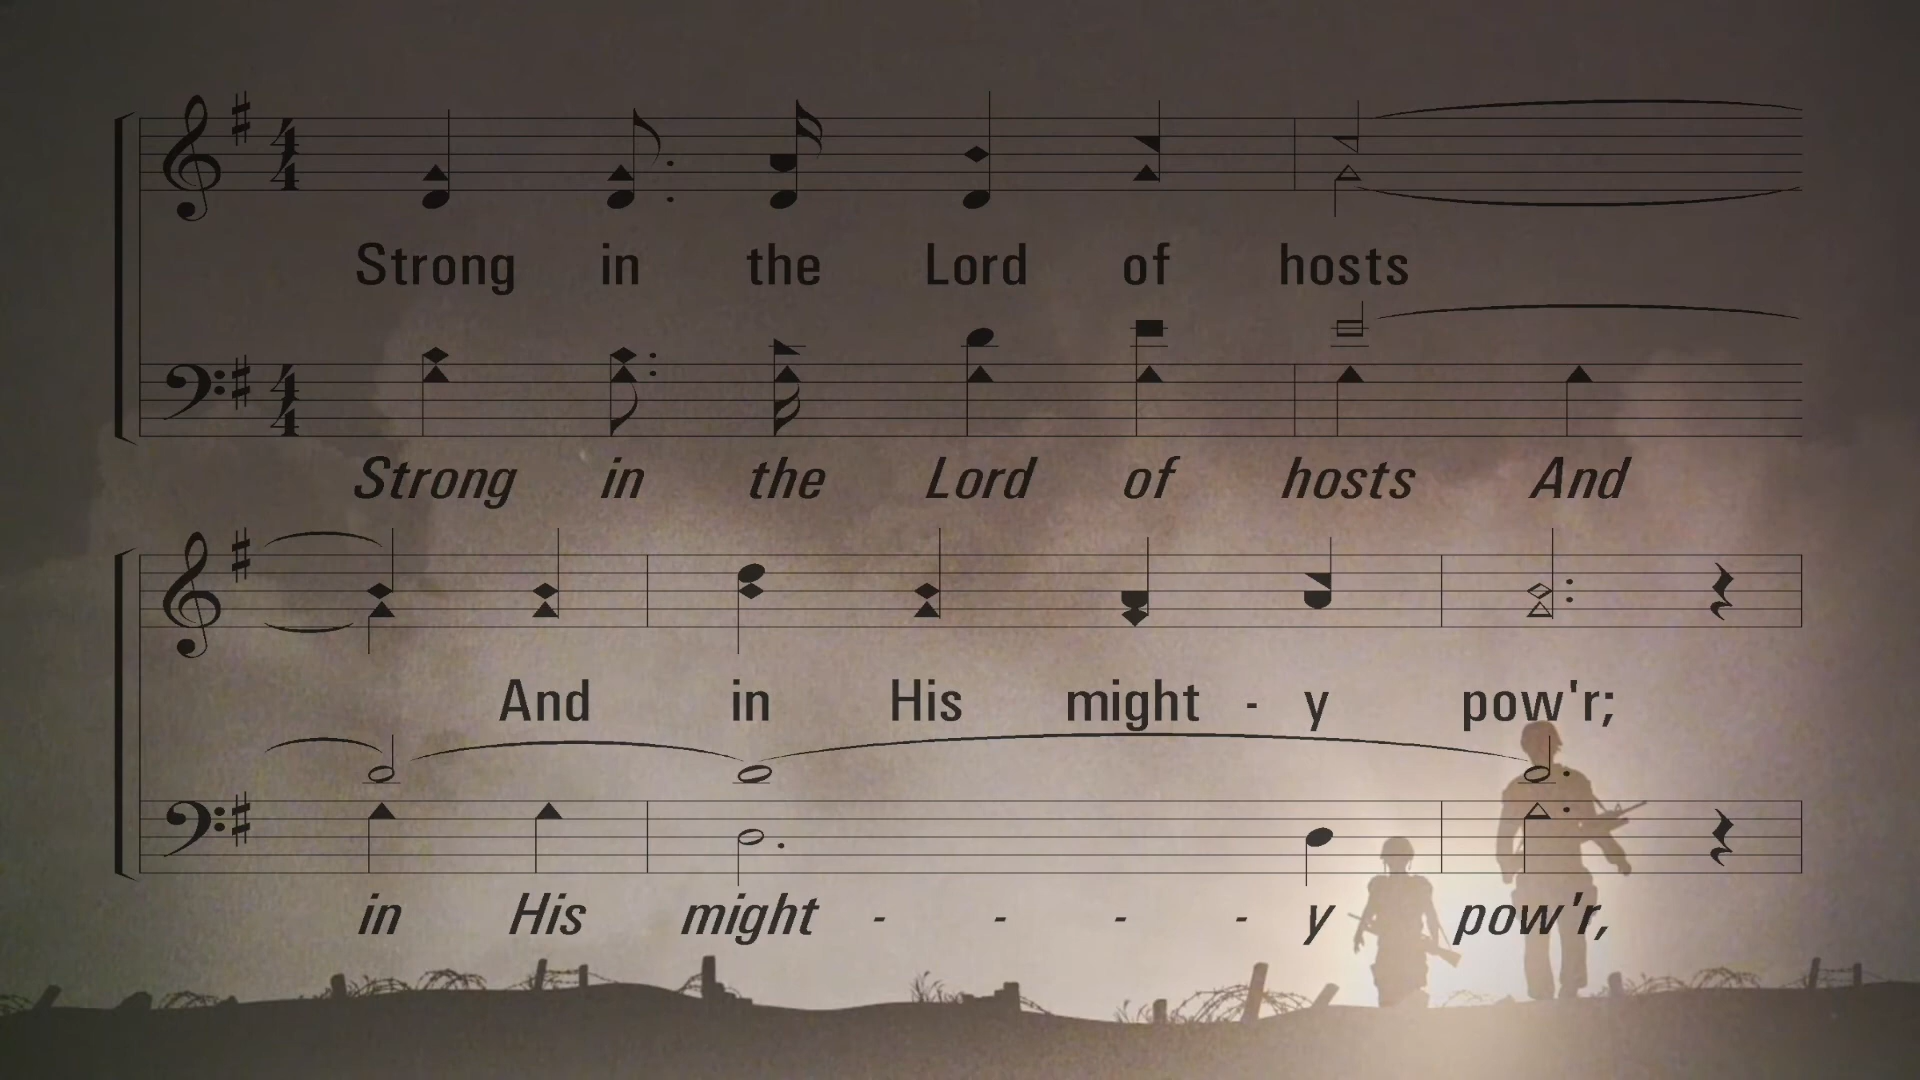 Strong in the Lord of hosts
Strong in the Lord of hosts And
And in His might - y pow'r;
in His might - - - - y pow'r,